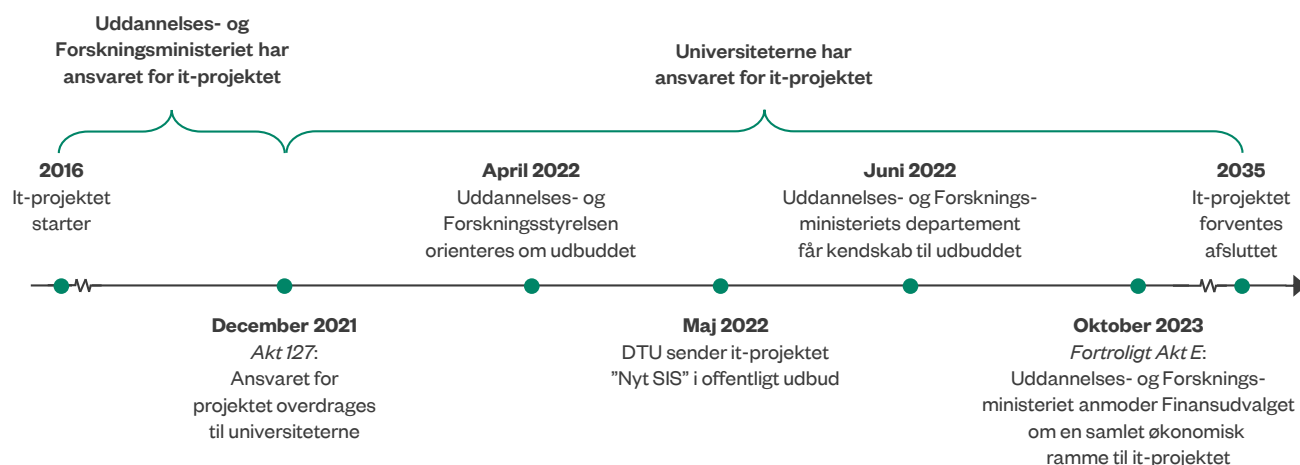 Uddannelses- og
Forskningsministeriet har
ansvaret for it-projektet
Universiteterne har
ansvaret for it-projektet
2016
It-projektet
starter
April 2022
Uddannelses- og
Forskningsstyrelsen
orienteres om udbuddet
Juni 2022
Uddannelses- og Forsknings-
ministeriets departement
får kendskab til udbuddet
2035
It-projektet
forventes
afsluttet
December 2021
Akt 127:
Ansvaret for
projektet overdrages
til universiteterne
Maj 2022
DTU sender it-projektet
”Nyt SIS” i offentligt udbud
Oktober 2023
Fortroligt Akt E:
Uddannelses- og Forsknings-
ministeriet anmoder Finansudvalget
om en samlet økonomisk
ramme til it-projektet